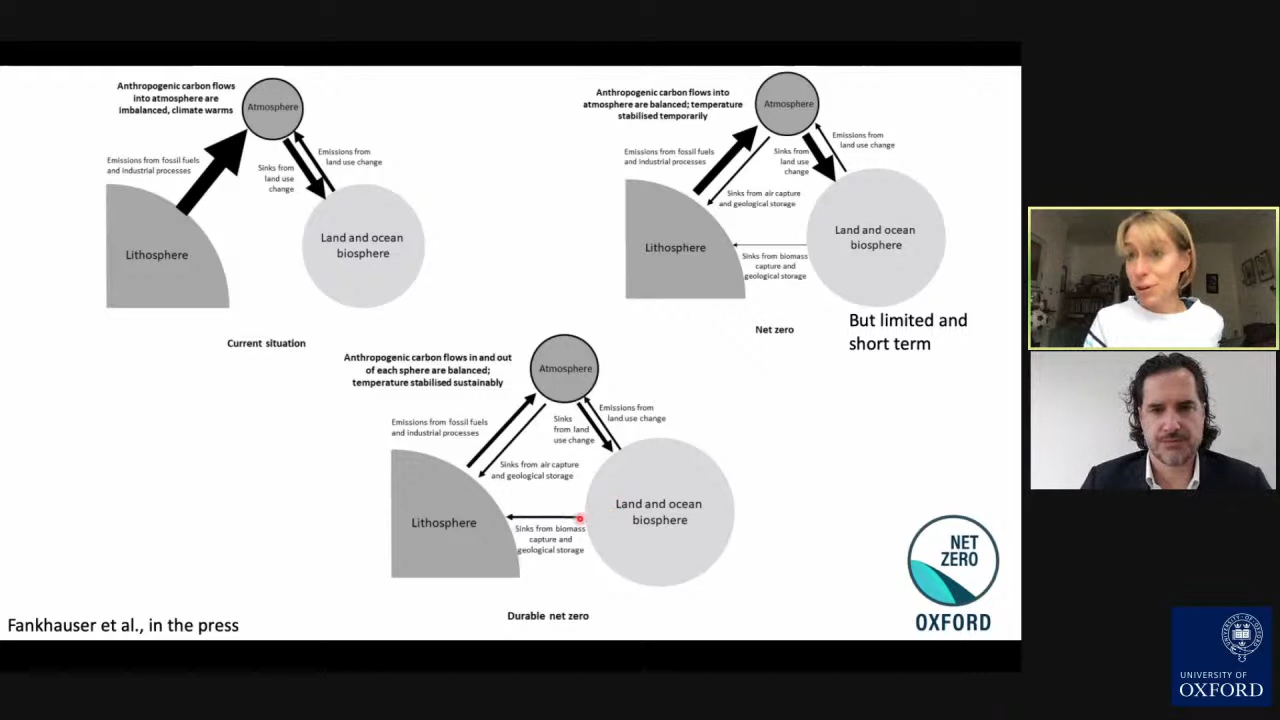 Anthropogenic carbon flows
into atmosphere are
imbalanced, climate warms
Atmosphere
Emissions from fossil fuels
and industrial processes
Sinks from
land use
change
Emissions from
land use change
Lithosphere
Land and ocean
biosphere
Current situation
Anthropogenic carbon flows into
atmosphere are balanced; temperature
stabilised temporarily
Atmosphere
Emissions from fossil fuels
and industrial processes
Sinks from
land use
change
Emissions from
land use change
Sinks from air capture
and geological storage
Lithosphere
Land and ocean
biosphere
Sinks from biomass
capture and
geological storage
Net zero
But limited and
short term
Anthropogenic carbon flows in and out
of each sphere are balanced;
temperature stabilised sustainably
Atmosphere
Emissions from fossil fuels
and industrial processes
Sinks
from land
use change
Emissions from
land use change
Sinks from air capture
and geological storage
Lithosphere
Land and ocean
biosphere
Sinks from biomass
capture and
geological storage
Durable net zero
Fankhauser et al., in the press
NET
ZERO
OXFORD
UNIVERSITY OF
OXFORD